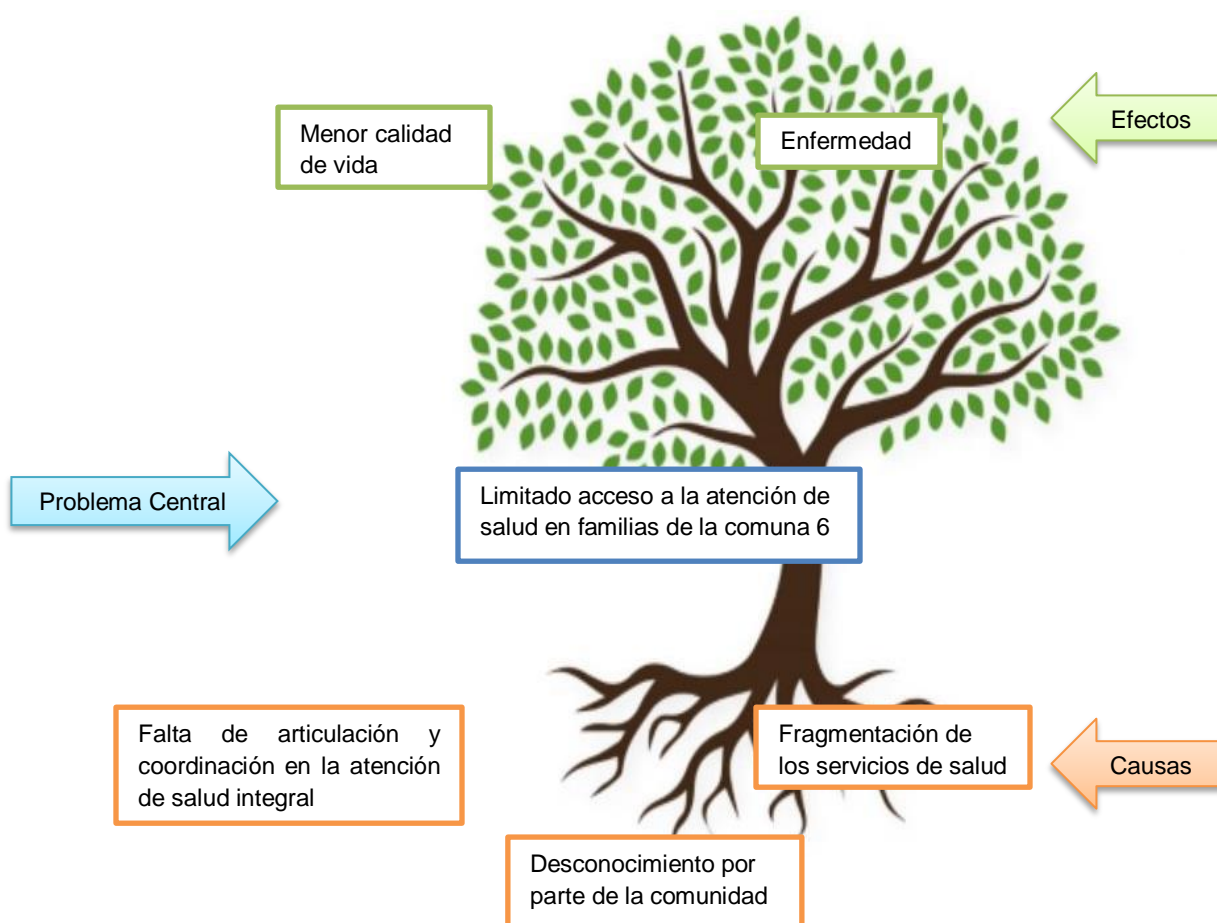 Menor calidad
de vida
Enfermedad
Efectos
Problema Central
Limitado acceso a la atención de
salud en familias de la comuna 6
Falta de articulación y
coordinación en la atención
de salud integral
Fragmentación de
los servicios de salud
Causas
Desconocimiento por
parte de la comunidad